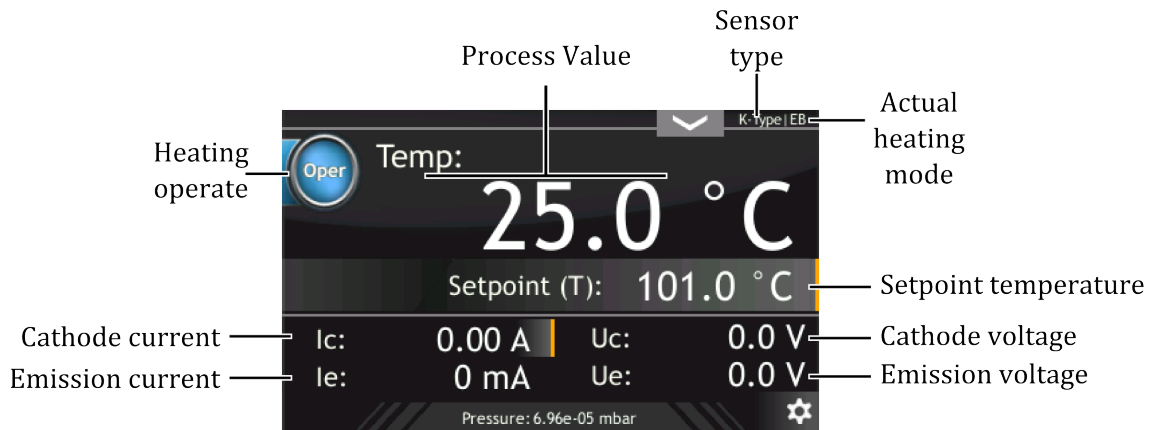 Sensor
type
Process Value
Actual
heating
mode
K-Type|EB
Heating
operate
Oper
Temp:
25.0 °C
Setpoint (T): 101.0 °C
Setpoint temperature
Cathode current
Ic: 0.00 A Uc: 0.0 V
Cathode voltage
Emission current
Ie: 0 mA Ue: 0.0 V
Emission voltage
Pressure: 6.96e-05 mbar